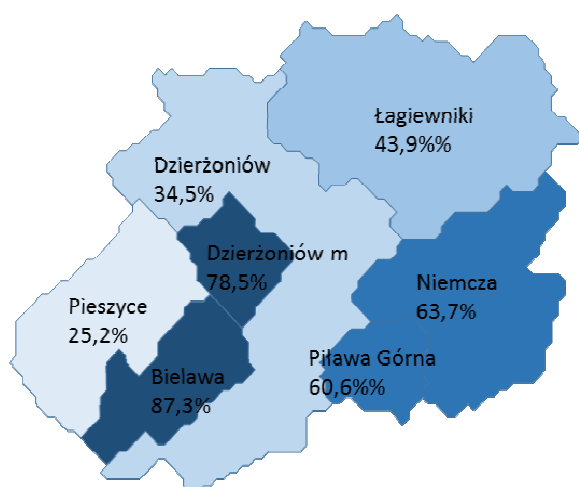 Łagiewniki
43,9%%
Dzierżoniów
34,5%
Dzierżoniów m
78,5%
Niemcza
63,7%
Pieszyce
25,2%
Piława Górna
60,6%%
Bielawa
87,3%